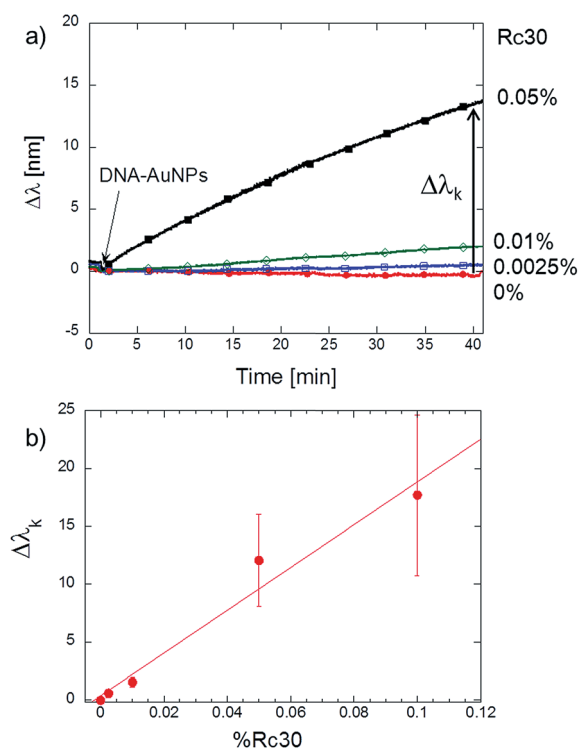 a)
Rc30
20
15
10
5
0
-5
Δλ [nm]
DNA-AuNPs
Δλk
0.05%
0.01%
0.0025%
0%
0 5 10 15 20 25 30 35 40
Time [min]
b)
25
20
15
10
5
0
Δλk
0.00 0.02 0.04 0.06 0.08 0.1 0.12
%Rc30